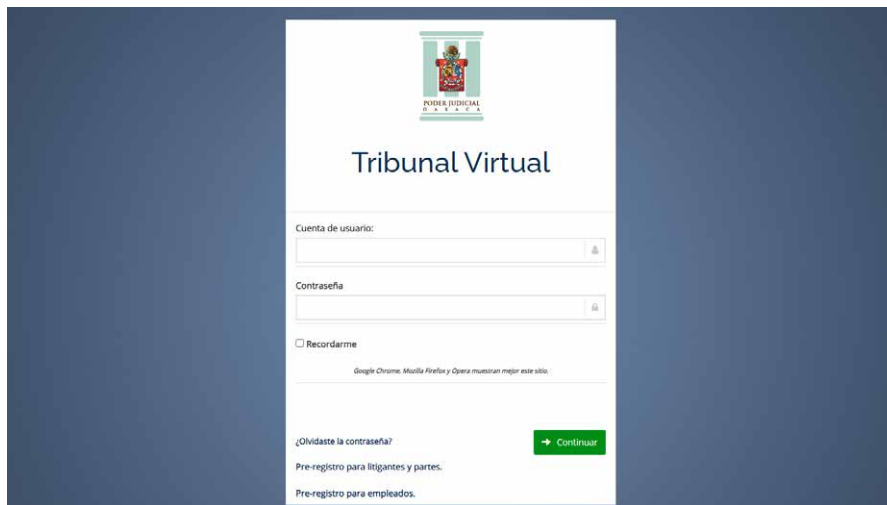 PODER JUDICIAL
OAXACA
Tribunal Virtual
Cuenta de usuario:
Contraseña
Recordarme
Google Chrome, Mozilla Firefox y Opera muestran mejor este sitio.
¿Olvidaste la contraseña?
Continuar
Pre-registro para litigantes y partes.
Pre-registro para empleados.